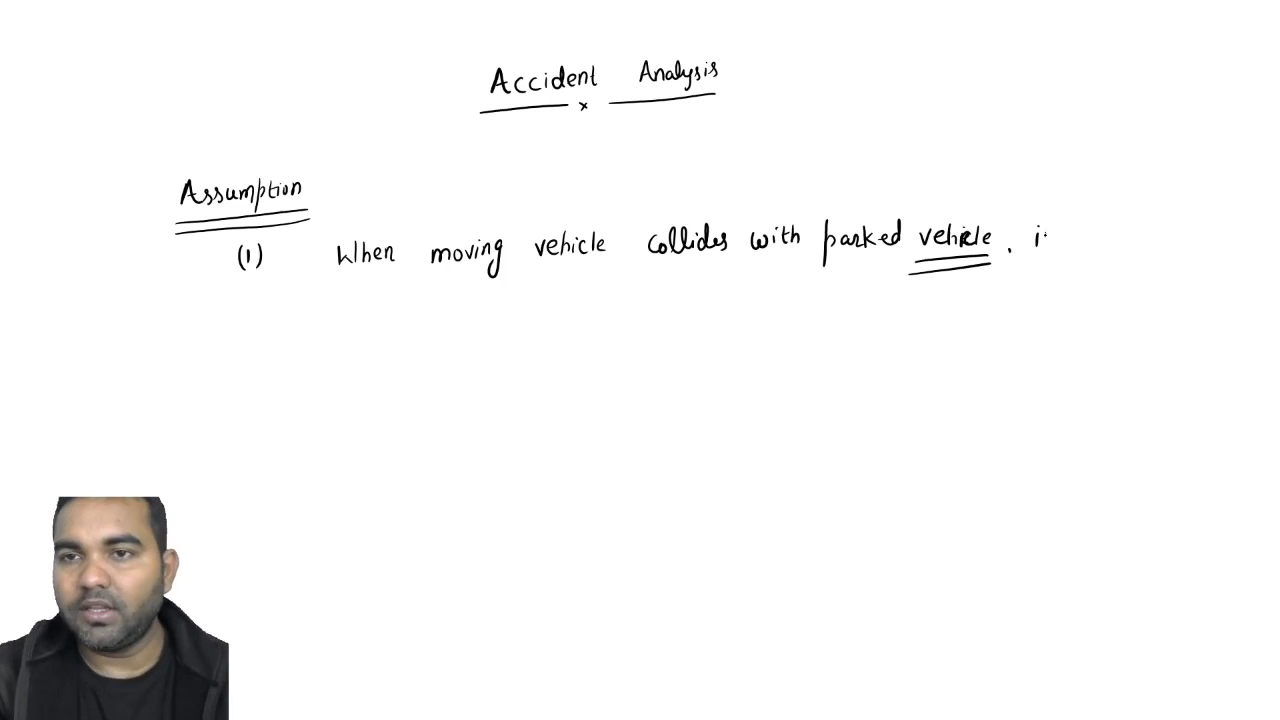 Accident Analysis
Assumption
(1) When moving vehicle collides with parked vehicle, i